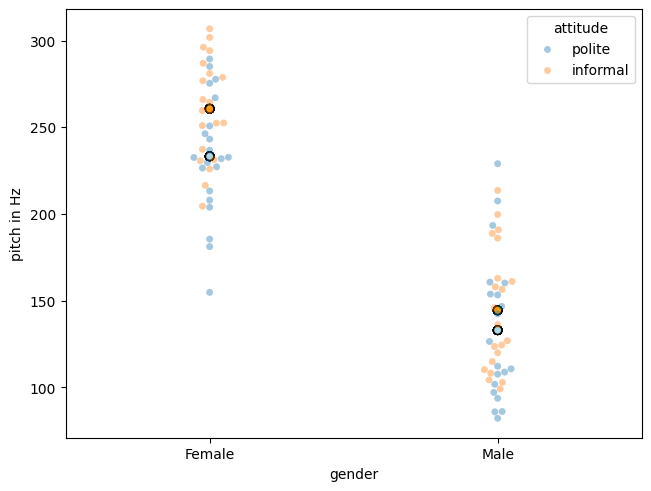 attitude
polite
informal
300
250
200
150
100
pitch in Hz
Female
Male
gender